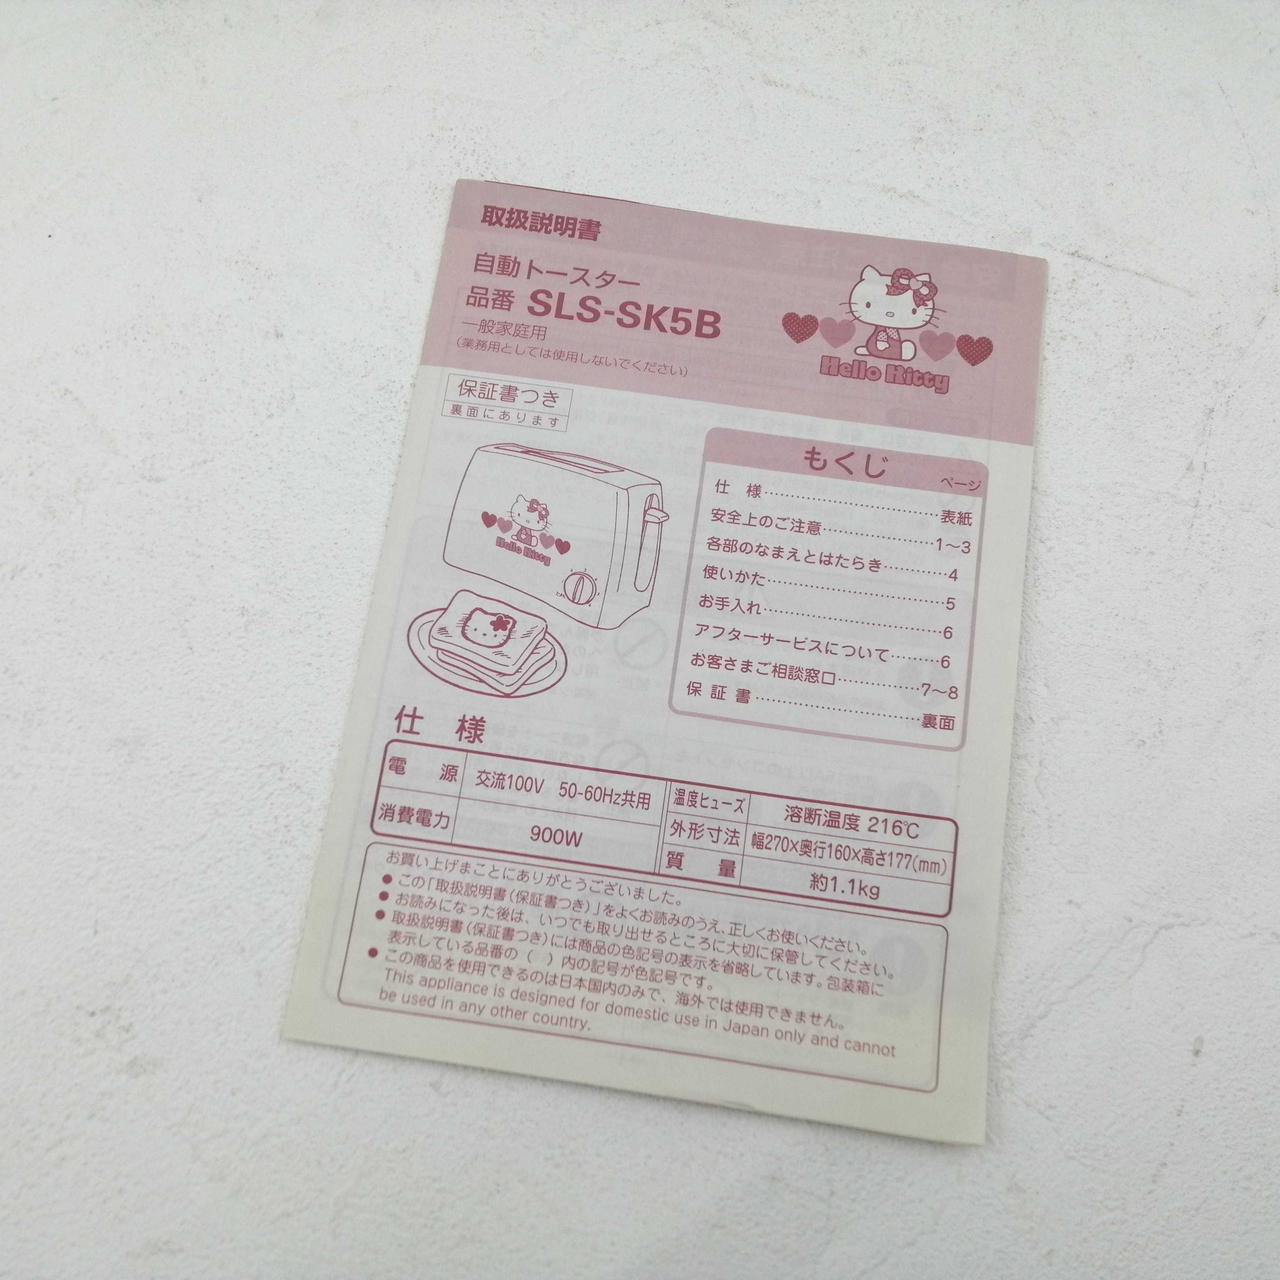 取扱説明書
自動トースター
品番 SLS-SK5B
一般家庭用
(業務用としては使用しないでください)
Hello Kitty
保証書つき
裏面にあります
Hello Kitty
もくじ
ページ
仕 様……………………………表紙
安全上のご注意…………………1〜3
各部のなまえとはたらき…………4
使いかた…………………………5
お手入れ…………………………6
アフターサービスについて………6
お客さまご相談窓口……………7〜8
保 証 書…………………………裏面
仕 様
電 源 交流100V 50-60Hz共用
消費電力 900W
温度ヒューズ 溶断温度 216℃
外形寸法 幅270×奥行160×高さ177(mm)
質 量 約1.1kg
お買い上げまことにありがとうございました。
● この「取扱説明書(保証書つき)」をよくお読みのうえ、正しくお使いください。
● お読みになった後は、いつでも取り出せるところに大切に保管してください。
● 取扱説明書(保証書つき)には商品の色記号の表示を省略しています。包装箱に
表示している品番の( )内の記号が色記号です。
● この商品を使用できるのは日本国内のみで、海外では使用できません。
This appliance is designed for domestic use in Japan only and cannot
be used in any other country.